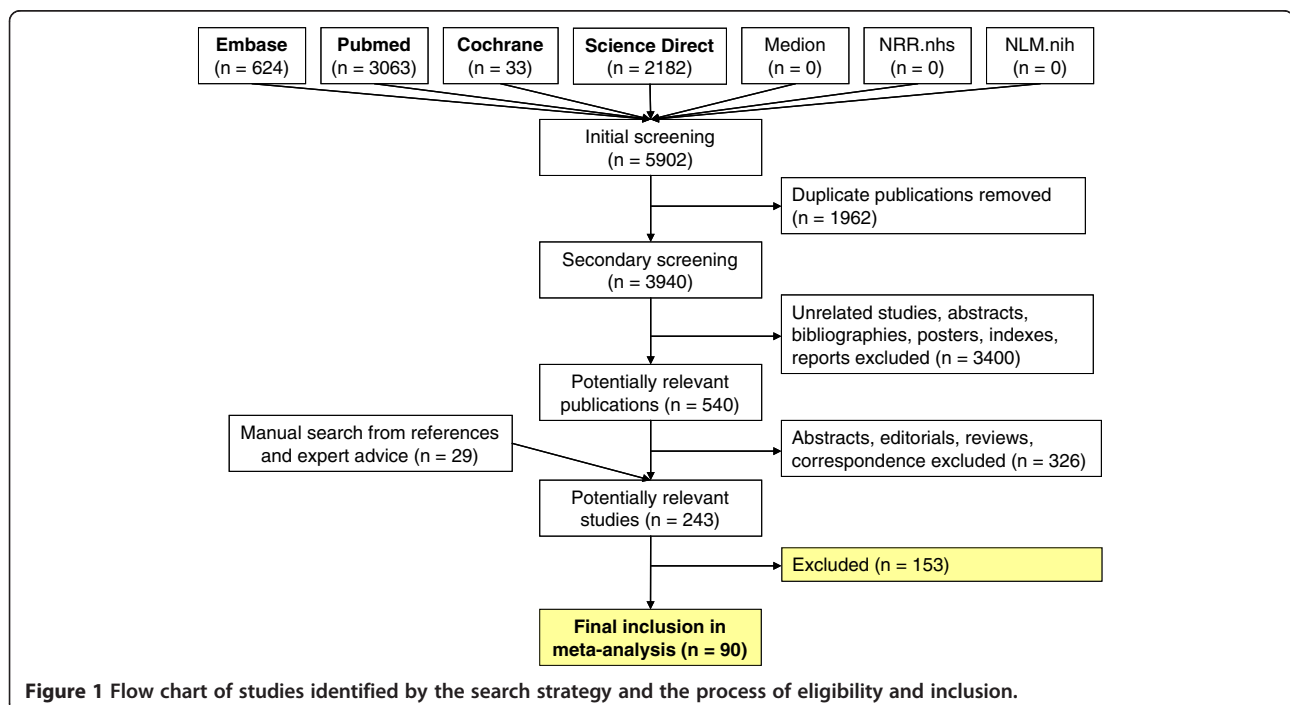 Embase
(n = 624)
Pubmed
(n = 3063)
Cochrane
(n = 33)
Science Direct
(n = 2182)
Medion
(n = 0)
NRR.nhs
(n = 0)
NLM.nih
(n = 0)
Initial screening
(n = 5902)
Duplicate publications removed
(n = 1962)
Secondary screening
(n = 3940)
Unrelated studies, abstracts,
bibliographies, posters, indexes,
reports excluded (n = 3400)
Potentially relevant
publications (n = 540)
Manual search from references
and expert advice (n = 29)
Abstracts, editorials, reviews,
correspondence excluded (n = 326)
Potentially relevant
studies (n = 243)
Excluded (n = 153)
Final inclusion in
meta-analysis (n = 90)
Figure 1 Flow chart of studies identified by the search strategy and the process of eligibility and inclusion.